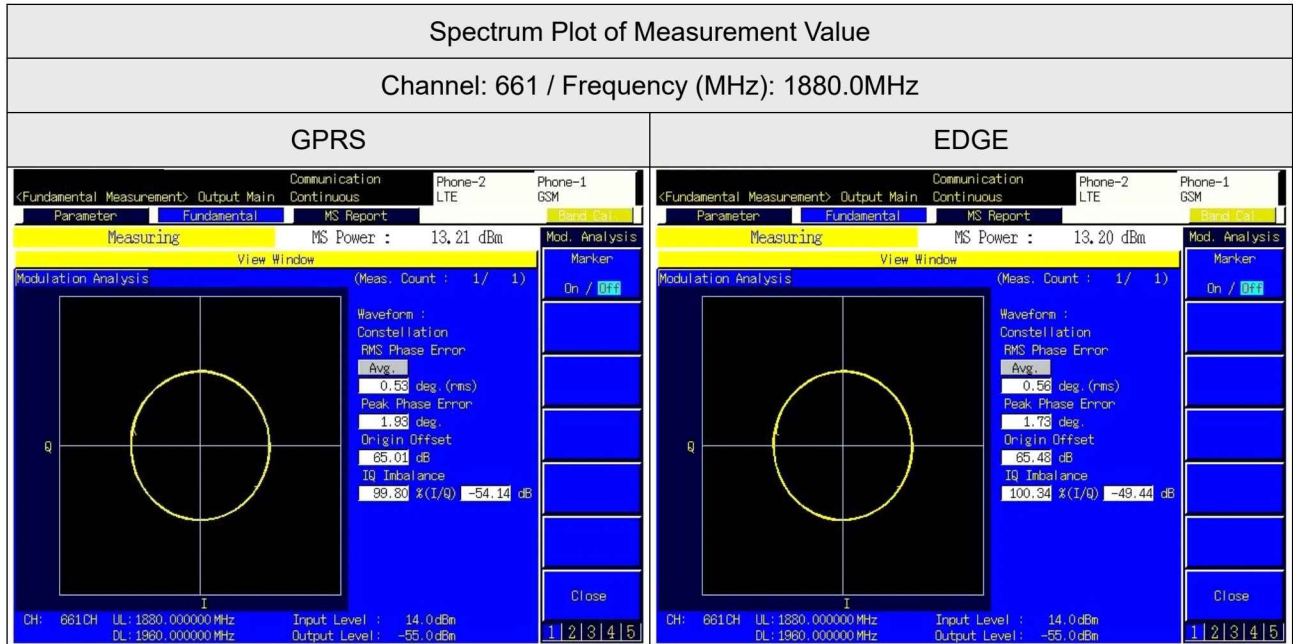 Spectrum Plot of Measurement Value
Channel: 661 / Frequency (MHz): 1880.0MHz
GPRS
EDGE
Communication
Phone-2
Phone-1
<Fundamental Measurement> Output Main Continuous
LTE
GSM
Parameter
Fundamental
MS Report
Band Cal
Measuring
MS Power : 13.21 dBm
Mod. Analysis
View Window
Marker
On / Off
Modulation Analysis
(Meas. Count : 1/ 1)
Waveform :
Constellation
RMS Phase Error
Avg.
0.53 deg.(rms)
Peak Phase Error
1.93 deg.
Origin Offset
65.01 dB
IQ Imbalance
99.80 %(I/Q) -54.14 dB
Q
I
Close
CH: 661CH UL:1880.000000MHz Input Level : 14.0dBm
DL:1960.000000MHz Output Level: -55.0dBm
1 2 3 4 5
Communication
Phone-2
Phone-1
<Fundamental Measurement> Output Main Continuous
LTE
GSM
Parameter
Fundamental
MS Report
Band Cal
Measuring
MS Power : 13.20 dBm
Mod. Analysis
View Window
Marker
On / Off
Modulation Analysis
(Meas. Count : 1/ 1)
Waveform :
Constellation
RMS Phase Error
Avg.
0.56 deg.(rms)
Peak Phase Error
1.73 deg.
Origin Offset
65.48 dB
IQ Imbalance
100.34 %(I/Q) -49.44 dB
Q
I
Close
CH: 661CH UL:1880.000000MHz Input Level : 14.0dBm
DL:1960.000000MHz Output Level: -55.0dBm
1 2 3 4 5